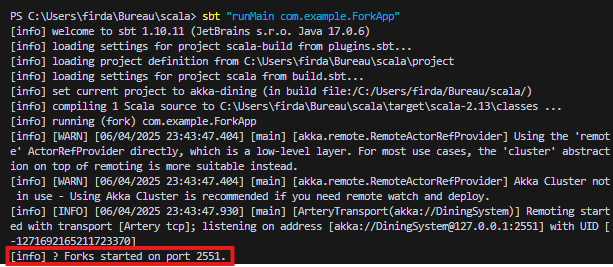 PS C:\Users\firda\Bureau\scala> sbt "runMain com.example.ForkApp"
[info] welcome to sbt 1.10.11 (JetBrains s.r.o. Java 17.0.6)
[info] loading settings for project scala-build from plugins.sbt...
[info] loading project definition from C:\Users\firda\Bureau\scala\project
[info] loading settings for project scala from build.sbt...
[info] set current project to akka-dining (in build file:/C:/Users/firda/Bureau/scala/)
[info] compiling 1 Scala source to C:\Users\firda\Bureau\scala\target\scala-2.13\classes ...
[info] running (fork) com.example.ForkApp
[info] [WARN] [06/04/2025 23:43:47.404] [main] [akka.remote.RemoteActorRefProvider] Using the 'remot
e' ActorRefProvider directly, which is a low-level layer. For most use cases, the 'cluster' abstract
ion on top of remoting is more suitable instead.
[info] [WARN] [06/04/2025 23:43:47.404] [main] [akka.remote.RemoteActorRefProvider] Akka Cluster not
 in use - Using Akka Cluster is recommended if you need remote watch and deploy.
[info] [INFO] [06/04/2025 23:43:47.930] [main] [ArteryTransport(akka://DiningSystem)] Remoting start
ed with transport [Artery tcp]; listening on address [akka://DiningSystem@127.0.0.1:2551] with UID [
-1271692165211723370]
[info] ? Forks started on port 2551.